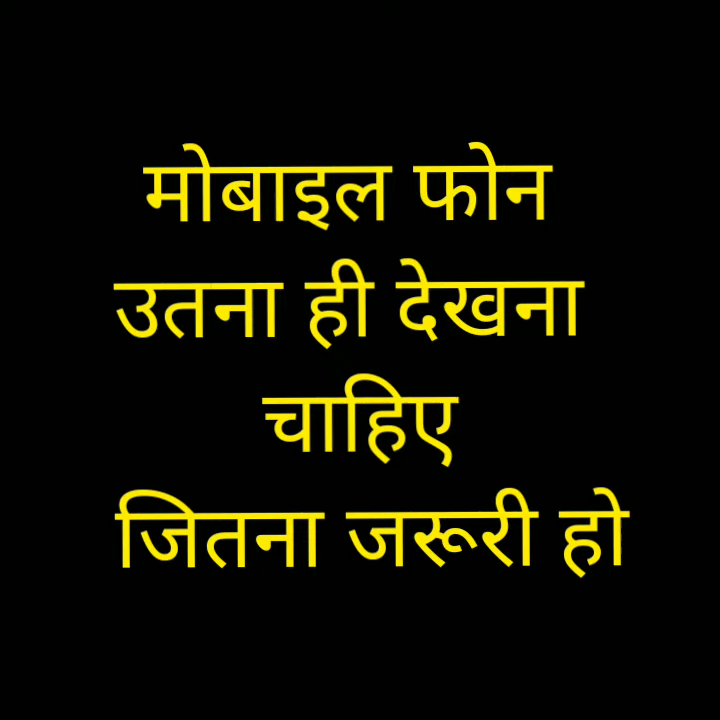 मोबाइल फोन
उतना ही देखना
चाहिए
जितना जरूरी हो